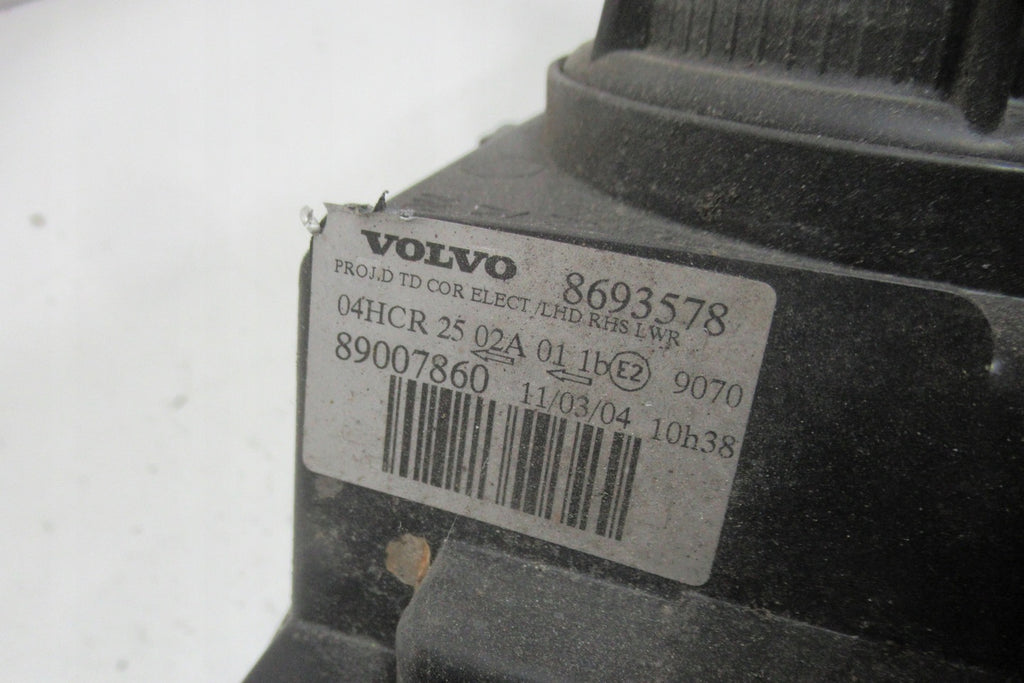 VOLVO 8693578
PROJ.D TD COR ELECT /LHD RHS LWR
04HCR 25 02A 01 1b E2 9070
89007860 11/03/04 10h38